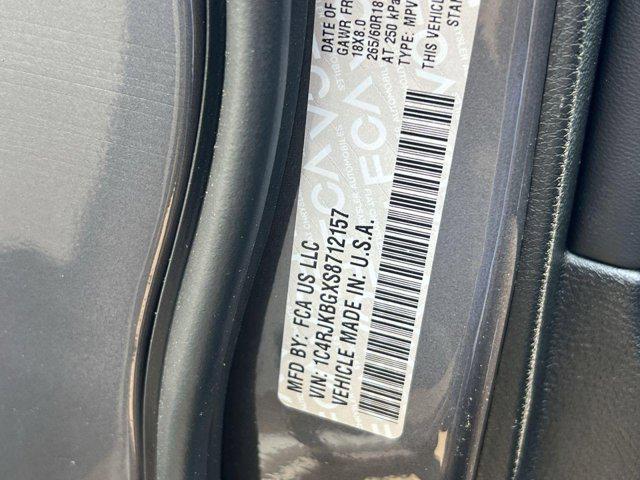 MFD BY: FCA US LLC
VIN: 1C4RJKBGXS8712157
VEHICLE MADE IN: U.S.A.
DATE OF
GAWR FR
18X8.0
265/60R18
AT 250 kPa
TYPE: MPV
THIS VEHICLE
STAN